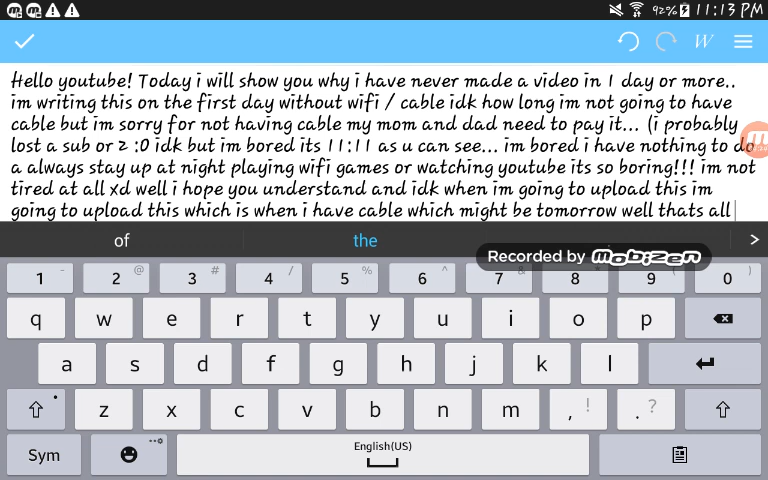 92% 11:13 PM
W
Hello youtube! Today i will show you why i have never made a video in 1 day or more..
im writing this on the first day without wifi / cable idk how long im not going to have
cable but im sorry for not having cable my mom and dad need to pay it... (i probably
lost a sub or 2 :0 idk but im bored its 11:11 as u can see... im bored i have nothing to do
a always stay up at night playing wifi games or watching youtube its so boring!!! im not
tired at all xd well i hope you understand and idk when im going to upload this im
going to upload this which is when i have cable which might be tomorrow well thats all
of the >
Recorded by mobizen
1 - 2 @ 3 # 4 / 5 % 6 ^ 7 & 8 * 9 ( 0 )
q w e r t y u i o p
a s d f g h j k l
z x c v b n m , ! . ?
Sym English(US)